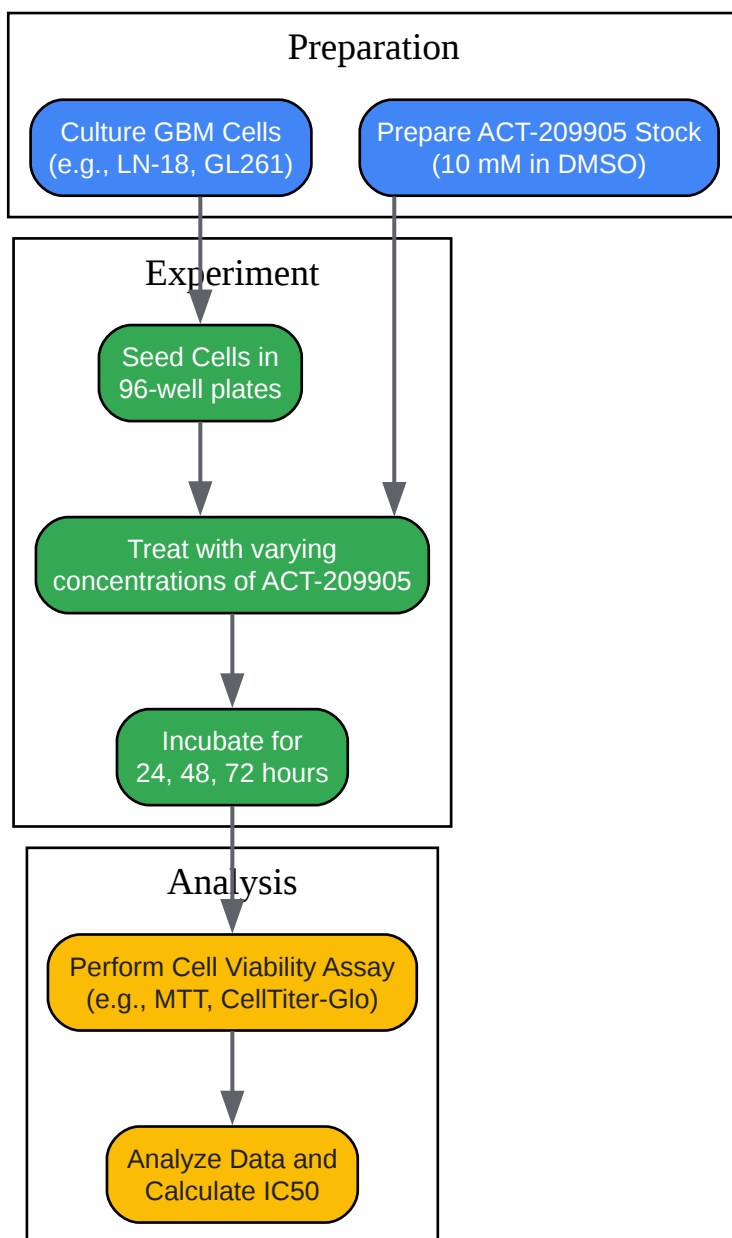 Preparation
Culture GBM Cells
(e.g., LN-18, GL261)
Prepare ACT-209905 Stock
(10 mM in DMSO)
Experiment
Seed Cells in
96-well plates
Treat with varying
concentrations of ACT-209905
Incubate for
24, 48, 72 hours
Analysis
Perform Cell Viability Assay
(e.g., MTT, CellTiter-Glo)
Analyze Data and
Calculate IC50